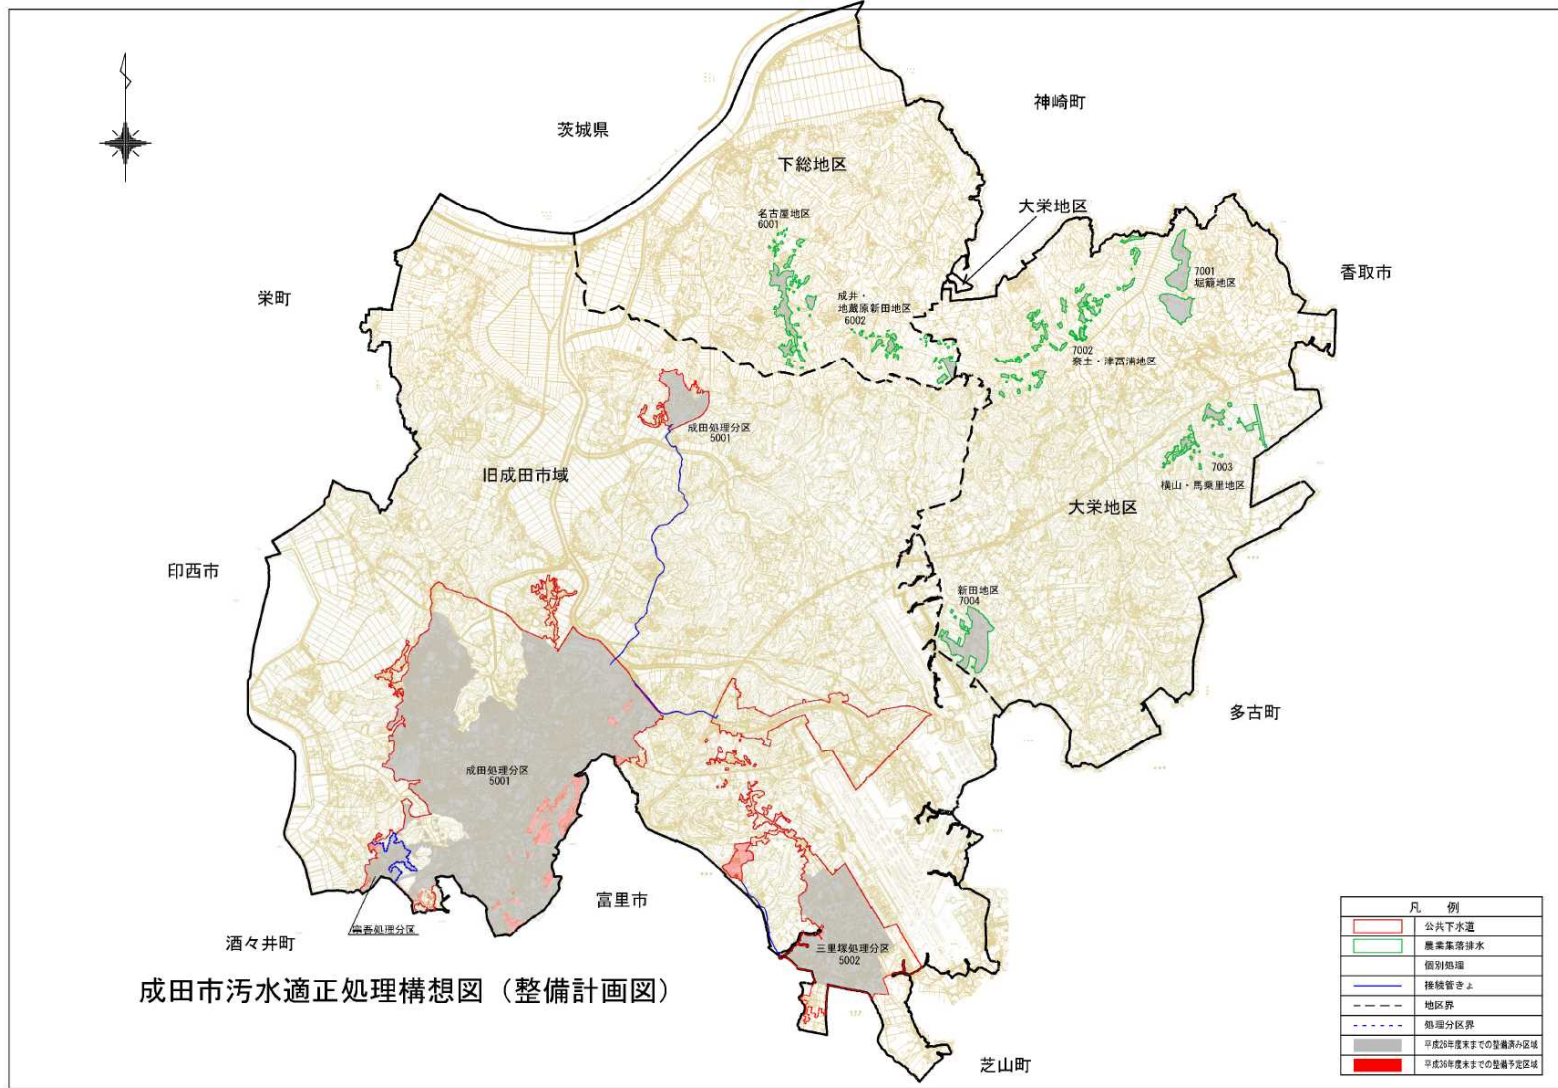 茨城県
神崎町
下総地区
大栄地区
名古屋地区
6001
成井・
地蔵原新田地区
6002
7001
堀籠地区
香取市
栄町
7002
奈土・津富浦地区
成田処理分区
5001
旧成田市域
7003
横山・馬乗里地区
大栄地区
印西市
新田地区
7004
多古町
成田処理分区
5001
富里市
酒々井町
宗吾処理分区
三里塚処理分区
5002
芝山町
成田市汚水適正処理構想図（整備計画図）
凡 例
公共下水道
農業集落排水
個別処理
接続管きょ
地区界
処理分区界
平成26年度末までの整備済み区域
平成36年度末までの整備予定区域